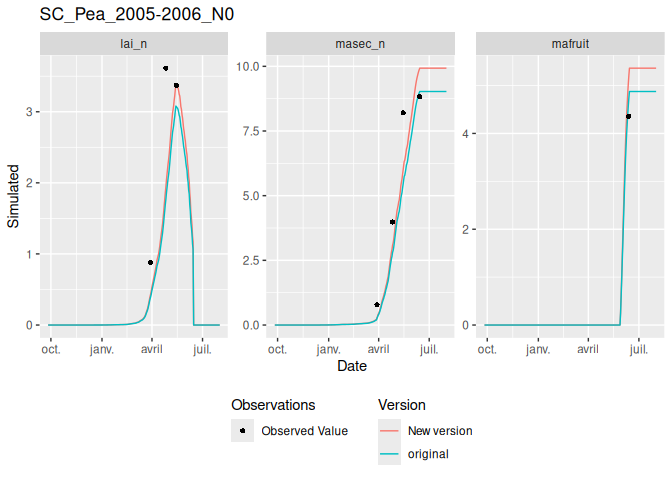 SC_Pea_2005-2006_N0
lai_n
masec_n
mafruit
Simulated
0
1
2
3
0.0
2.5
5.0
7.5
10.0
0
2
4
oct. janv. avril juil.
oct. janv. avril juil.
oct. janv. avril juil.
Date
Observations
Observed Value
Version
New version
original